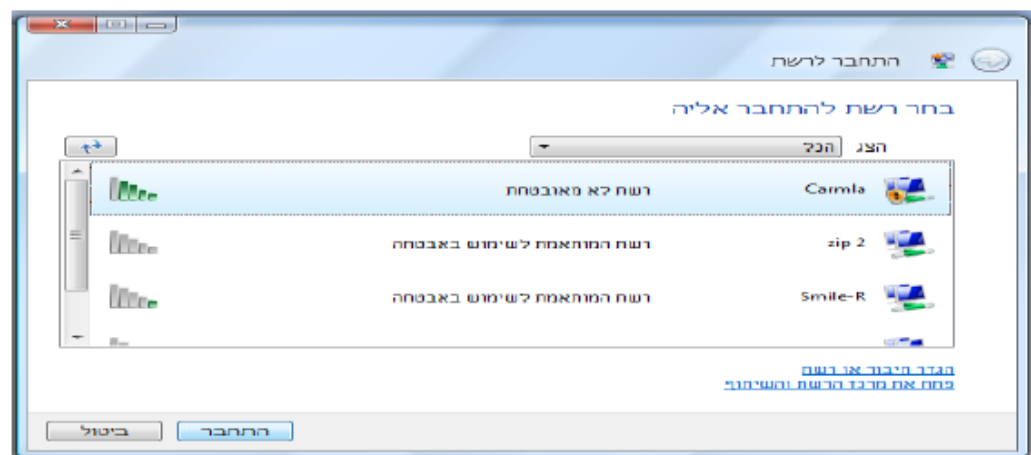 התחבר לרשת
בחר רשת להתחבר אליה
הצג הכל
Carmla רשת לא מאובטחת
zip 2 רשת המותאמת לשימוש באבטחה
Smile-R רשת המותאמת לשימוש באבטחה
הגדר חיבור או רשת
פתח את מרכז הרשת והשיתוף
התחבר ביטול